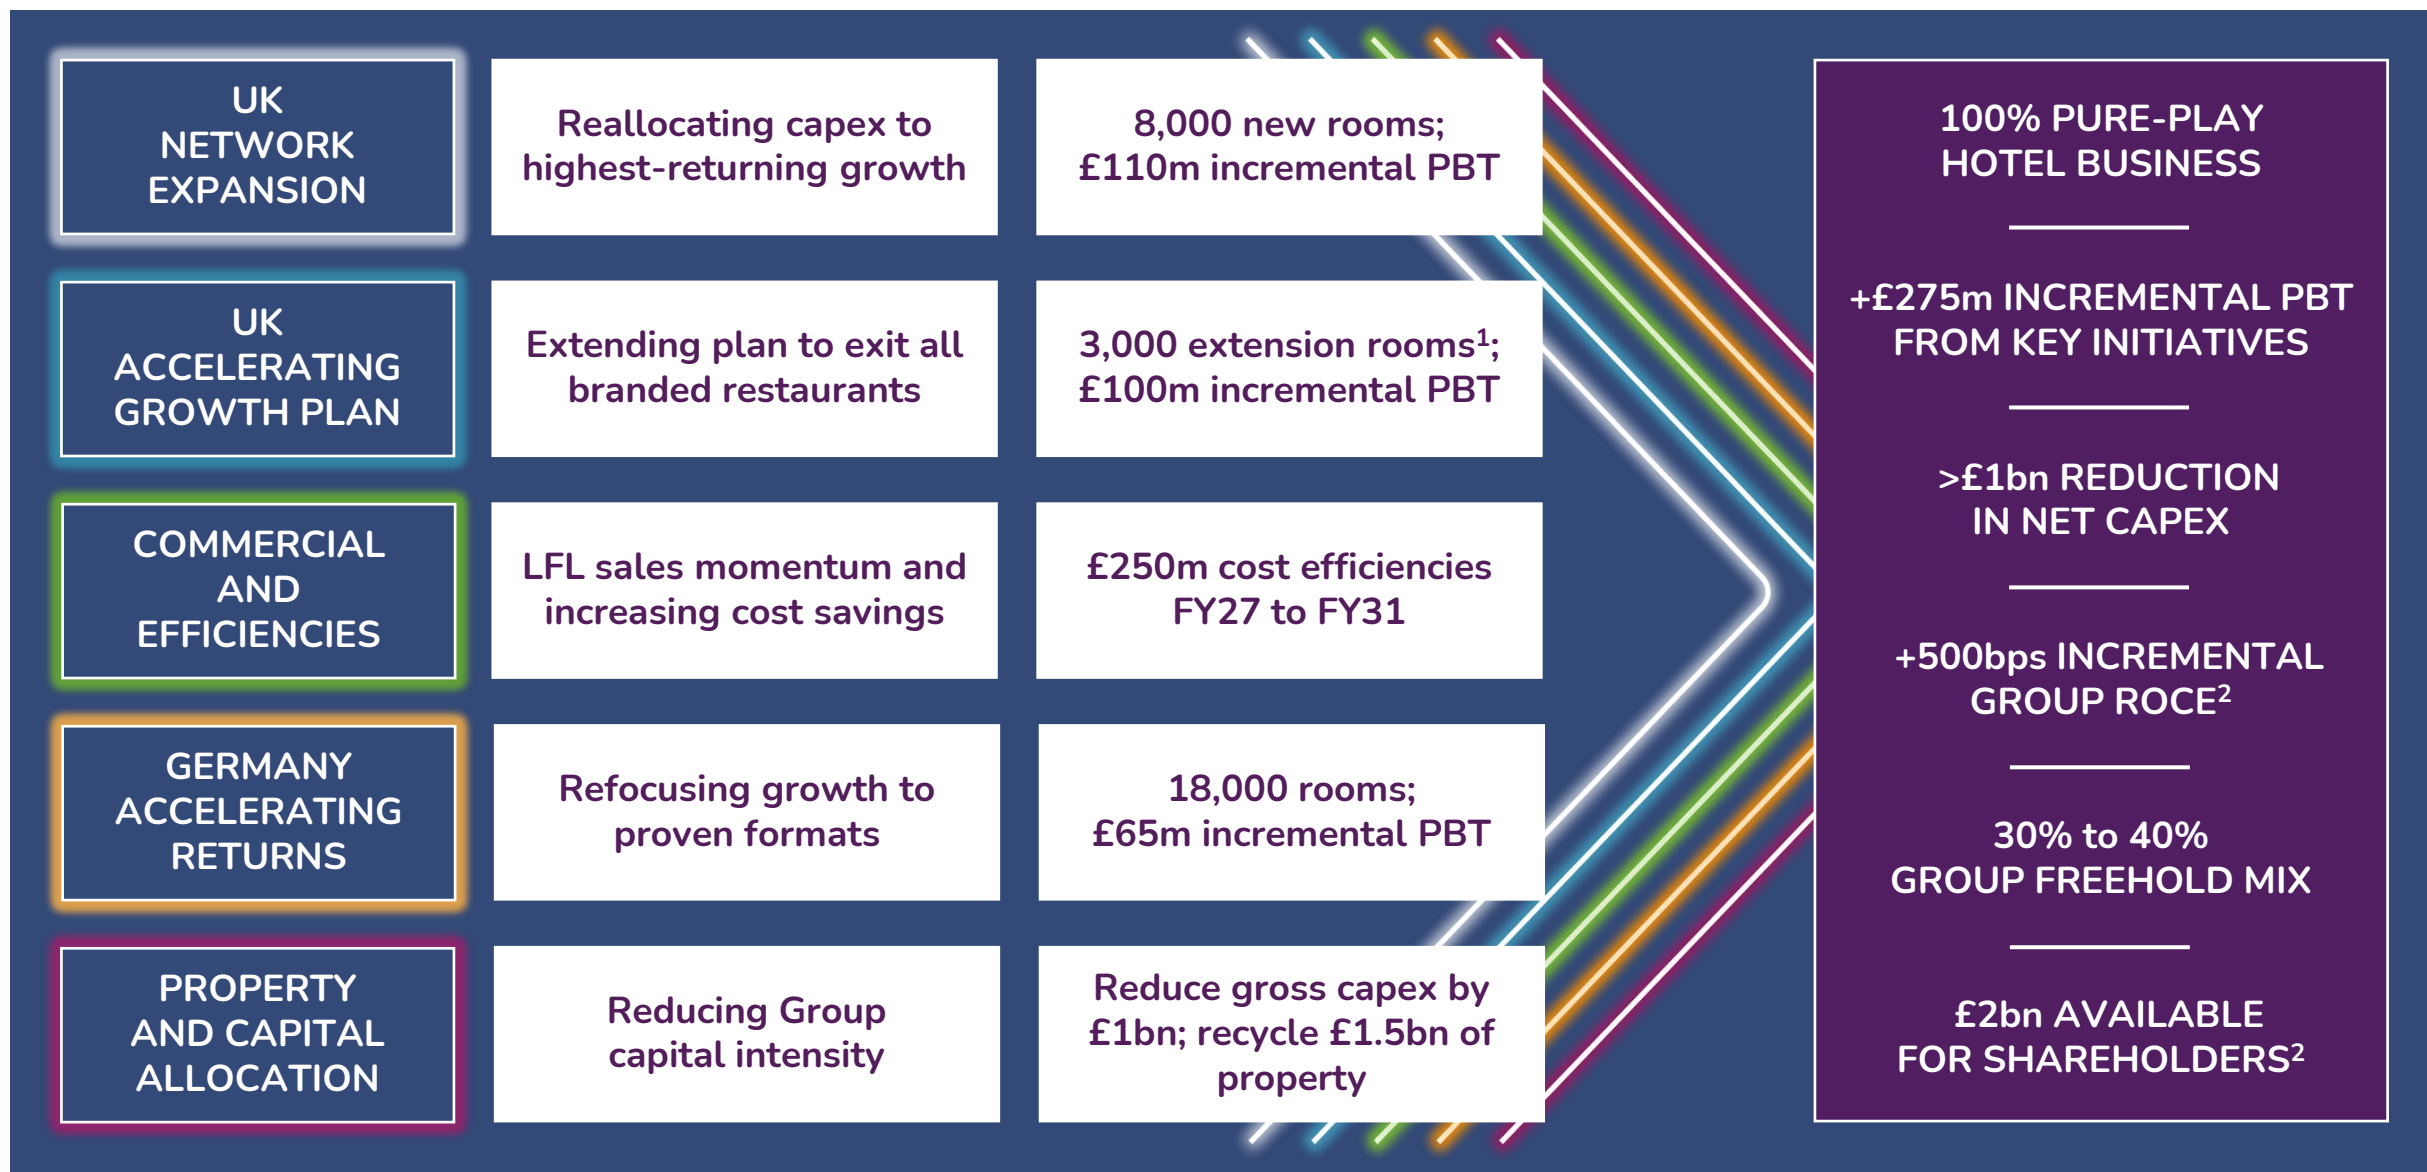 UK
NETWORK
EXPANSION
Reallocating capex to
highest-returning growth
8,000 new rooms;
£110m incremental PBT
UK
ACCELERATING
GROWTH PLAN
Extending plan to exit all
branded restaurants
3,000 extension rooms¹;
£100m incremental PBT
COMMERCIAL
AND
EFFICIENCIES
LFL sales momentum and
increasing cost savings
£250m cost efficiencies
FY27 to FY31
GERMANY
ACCELERATING
RETURNS
Refocusing growth to
proven formats
18,000 rooms;
£65m incremental PBT
PROPERTY
AND CAPITAL
ALLOCATION
Reducing Group
capital intensity
Reduce gross capex by
£1bn; recycle £1.5bn of
property
100% PURE-PLAY
HOTEL BUSINESS
+£275m INCREMENTAL PBT
FROM KEY INITIATIVES
>£1bn REDUCTION
IN NET CAPEX
+500bps INCREMENTAL
GROUP ROCE²
30% to 40%
GROUP FREEHOLD MIX
£2bn AVAILABLE
FOR SHAREHOLDERS²